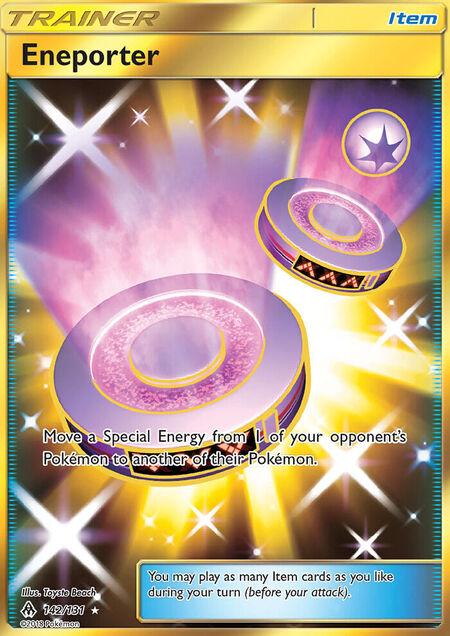 TRAINER
Item
Eneporter
Move a Special Energy from 1 of your opponent's
Pokémon to another of their Pokémon.
You may play as many Item cards as you like
during your turn (before your attack).
Illus. Toyste Beach
142/131
©2018 Pokémon